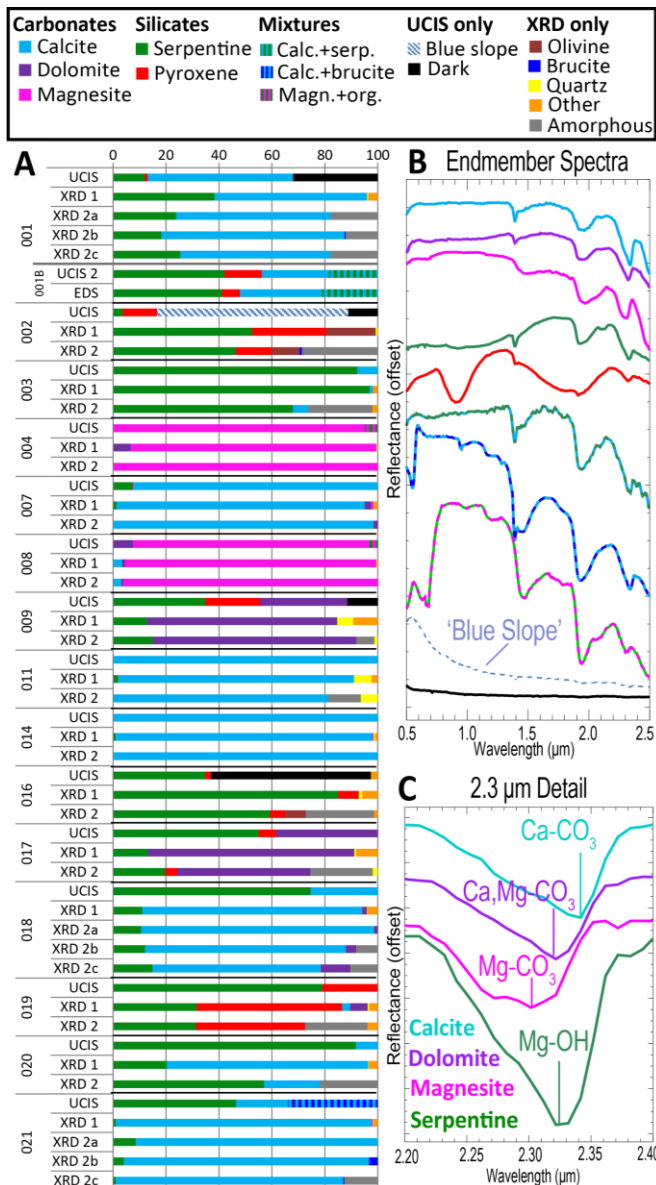 Carbonates Silicates Mixtures UCIS only XRD only
Calcite Serpentine Calc.+serp. Blue slope Olivine
Dolomite Pyroxene Calc.+brucite Dark Brucite
Magnesite Magn.+org. Quartz
Other
Amorphous
A
0 20 40 60 80 100
001
UCIS
XRD 1
XRD 2a
XRD 2b
XRD 2c
001B
UCIS 2
EDS
002
UCIS
XRD 1
XRD 2
003
UCIS
XRD 1
XRD 2
004
UCIS
XRD 1
XRD 2
007
UCIS
XRD 1
XRD 2
008
UCIS
XRD 1
XRD 2
009
UCIS
XRD 1
XRD 2
011
UCIS
XRD 1
XRD 2
014
UCIS
XRD 1
XRD 2
016
UCIS
XRD 1
XRD 2
017
UCIS
XRD 1
XRD 2
018
UCIS
XRD 1
XRD 2a
XRD 2b
XRD 2c
019
UCIS
XRD 1
XRD 2
020
UCIS
XRD 1
XRD 2
021
UCIS
XRD 1
XRD 2a
XRD 2b
XRD 2c
B Endmember Spectra
Reflectance (offset)
'Blue Slope'
0.5 1.0 1.5 2.0 2.5
Wavelength (μm)
C 2.3 μm Detail
Reflectance (offset)
Ca-CO₃
Ca,Mg-CO₃
Mg-CO₃
Mg-OH
Calcite
Dolomite
Magnesite
Serpentine
2.20 2.30 2.35 2.40
Wavelength (μm)